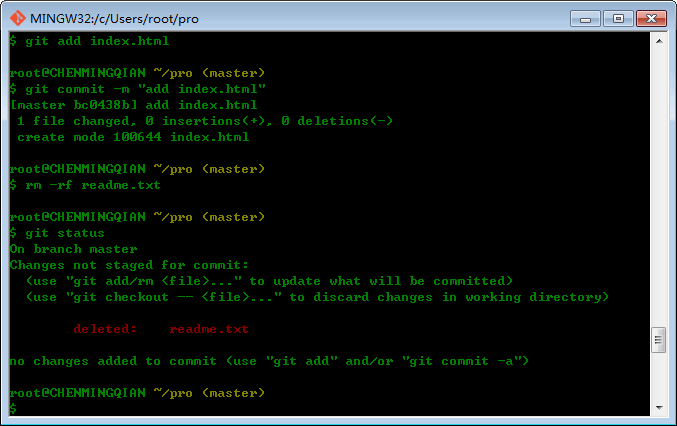 MINGW32:/c/Users/root/pro
$ git add index.html
root@CHENMINGQIAN ~/pro (master)
$ git commit -m "add index.html"
[master bc0438b] add index.html
1 file changed, 0 insertions(+), 0 deletions(-)
create mode 100644 index.html
root@CHENMINGQIAN ~/pro (master)
$ rm -rf readme.txt
root@CHENMINGQIAN ~/pro (master)
$ git status
On branch master
Changes not staged for commit:
(use "git add/rm <file>..." to update what will be committed)
(use "git checkout -- <file>..." to discard changes in working directory)
deleted: readme.txt
no changes added to commit (use "git add" and/or "git commit -a")
root@CHENMINGQIAN ~/pro (master)
$